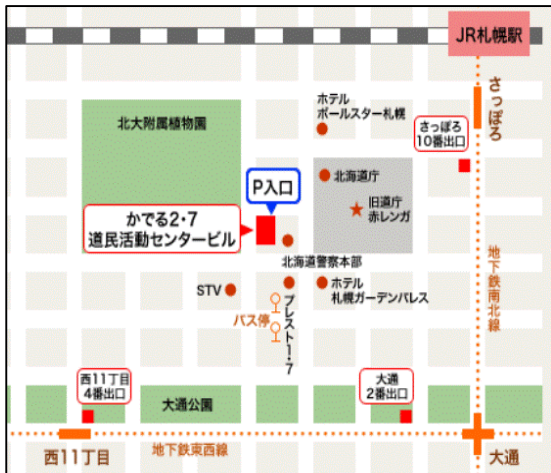 JR札幌駅
さっぽろ
ホテル
ポールスター札幌
さっぽろ
10番出口
北大附属植物園
北海道庁
P入口
旧道庁
赤レンガ
かでる2・7
道民活動センタービル
北海道警察本部
地下鉄南北線
STV
ホテル
札幌ガーデンパレス
バス停
プレスト1・7
西11丁目
4番出口
大通公園
大通
2番出口
地下鉄東西線
西11丁目
大通